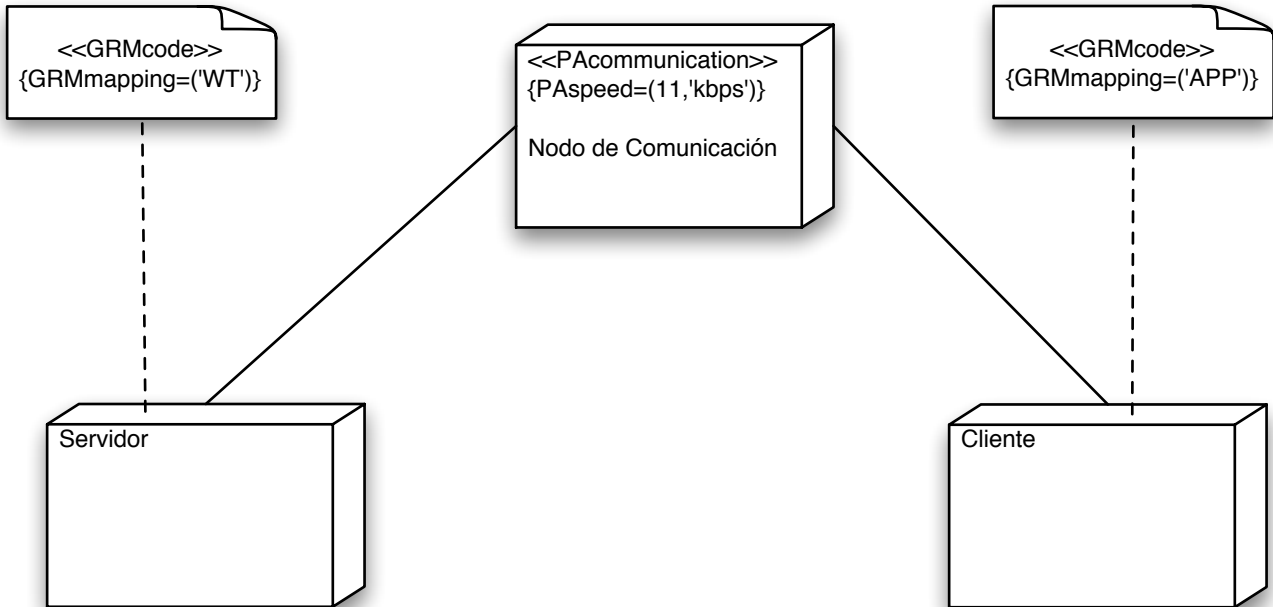 <<GRMcode>>
{GRMmapping=('WT')}
<<PAcommunication>>
{PAspeed=(11,'kbps')}
Nodo de Comunicación
<<GRMcode>>
{GRMmapping=('APP')}
Servidor
Cliente